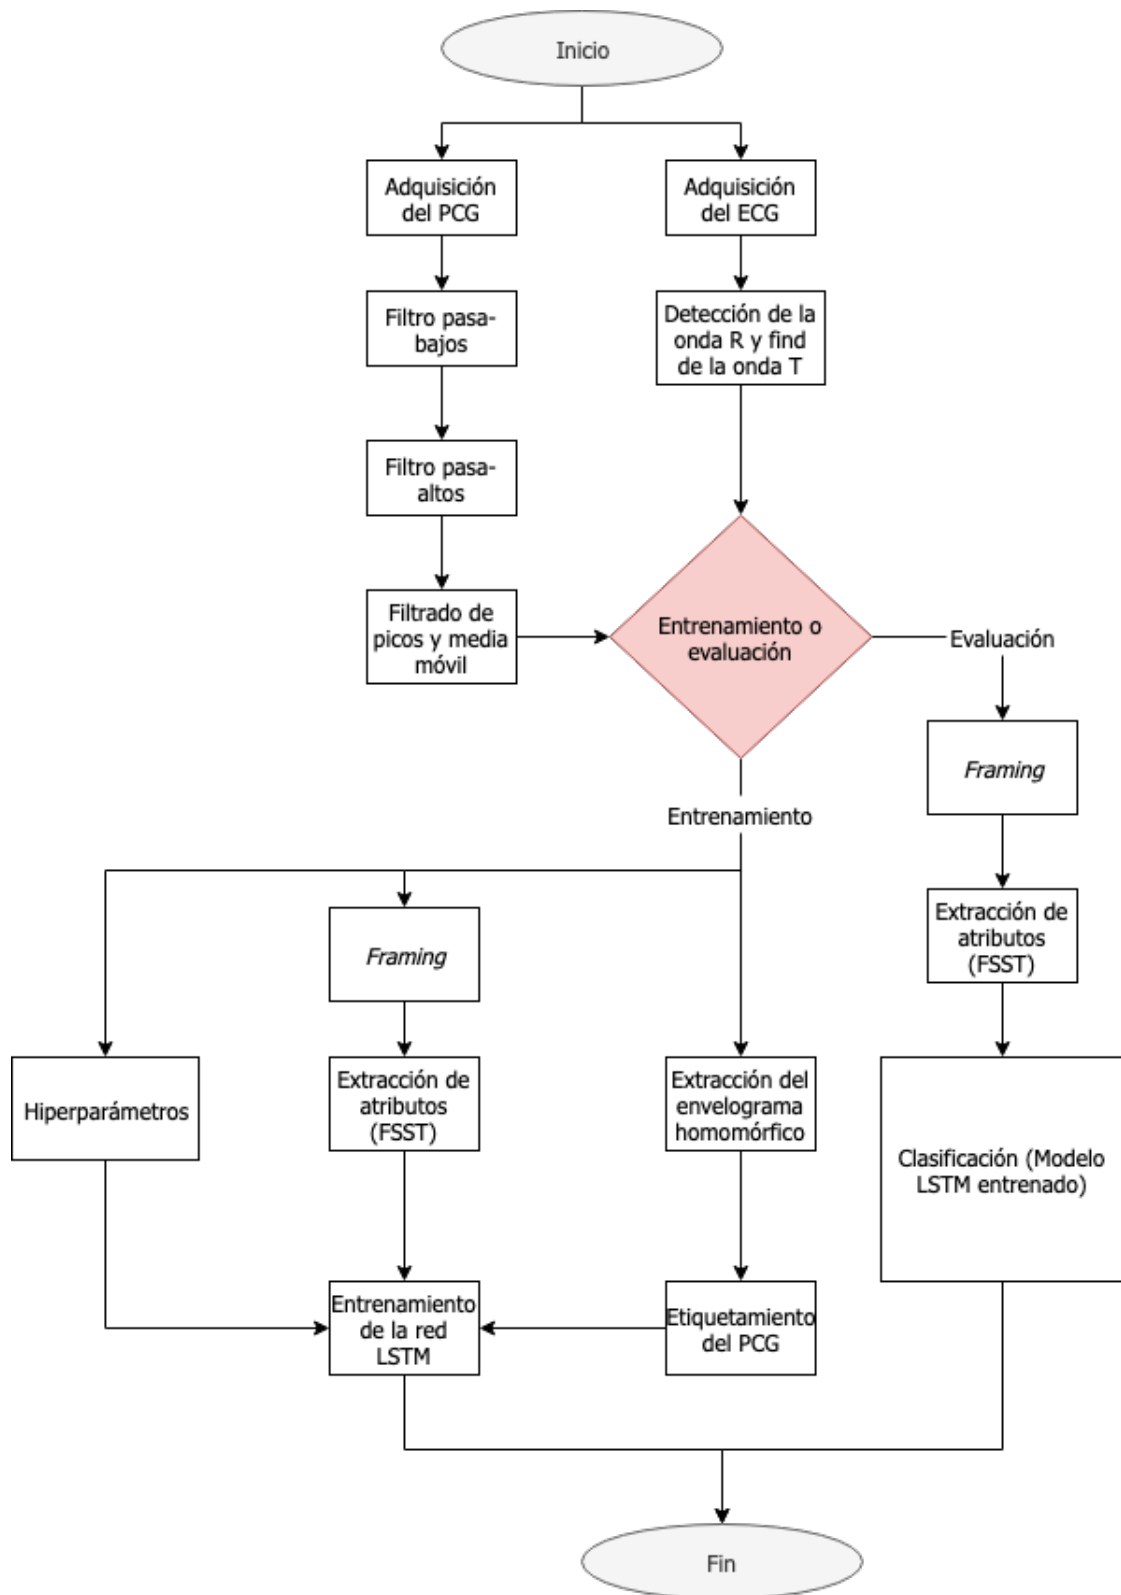 Inicio
Adquisición
del PCG
Adquisición
del ECG
Filtro pasa-
bajos
Detección de la
onda R y find
de la onda T
Filtro pasa-
altos
Filtrado de
picos y media
móvil
Entrenamiento o
evaluación
Evaluación
Framing
Entrenamiento
Extracción de
atributos
(FSST)
Framing
Hiperparámetros
Extracción de
atributos
(FSST)
Extracción del
envelograma
homomórfico
Clasificación (Modelo
LSTM entrenado)
Entrenamiento
de la red
LSTM
Etiquetamiento
del PCG
Fin